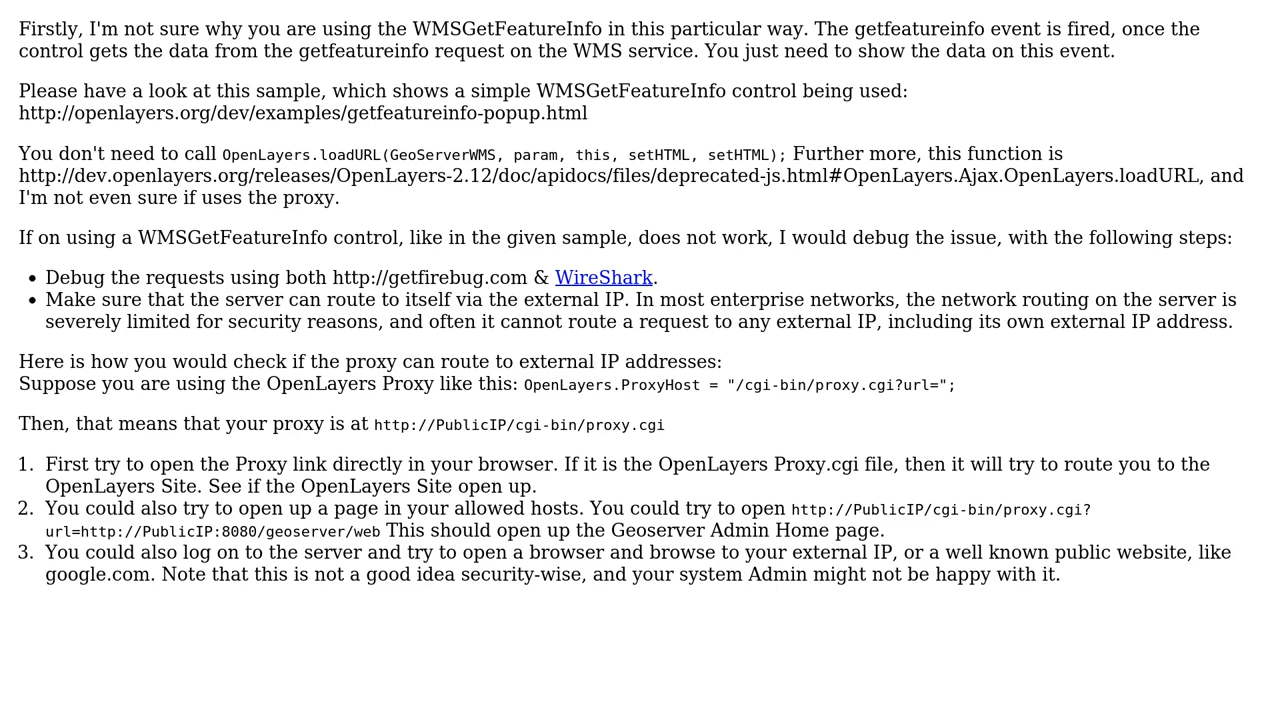 Firstly, I'm not sure why you are using the WMSGetFeatureInfo in this particular way. The getfeatureinfo event is fired, once the
control gets the data from the getfeatureinfo request on the WMS service. You just need to show the data on this event.
Please have a look at this sample, which shows a simple WMSGetFeatureInfo control being used:
http://openlayers.org/dev/examples/getfeatureinfo-popup.html
You don't need to call OpenLayers.loadURL(GeoServerWMS, param, this, setHTML, setHTML); Further more, this function is
http://dev.openlayers.org/releases/OpenLayers-2.12/doc/apidocs/files/deprecated-js.html#OpenLayers.Ajax.OpenLayers.loadURL, and
I'm not even sure if uses the proxy.
If on using a WMSGetFeatureInfo control, like in the given sample, does not work, I would debug the issue, with the following steps:
• Debug the requests using both http://getfirebug.com & WireShark.
• Make sure that the server can route to itself via the external IP. In most enterprise networks, the network routing on the server is
severely limited for security reasons, and often it cannot route a request to any external IP, including its own external IP address.
Here is how you would check if the proxy can route to external IP addresses:
Suppose you are using the OpenLayers Proxy like this: OpenLayers.ProxyHost = "/cgi-bin/proxy.cgi?url=";
Then, that means that your proxy is at http://PublicIP/cgi-bin/proxy.cgi
1. First try to open the Proxy link directly in your browser. If it is the OpenLayers Proxy.cgi file, then it will try to route you to the
OpenLayers Site. See if the OpenLayers Site open up.
2. You could also try to open up a page in your allowed hosts. You could try to open http://PublicIP/cgi-bin/proxy.cgi?
url=http://PublicIP:8080/geoserver/web This should open up the Geoserver Admin Home page.
3. You could also log on to the server and try to open a browser and browse to your external IP, or a well known public website, like
google.com. Note that this is not a good idea security-wise, and your system Admin might not be happy with it.